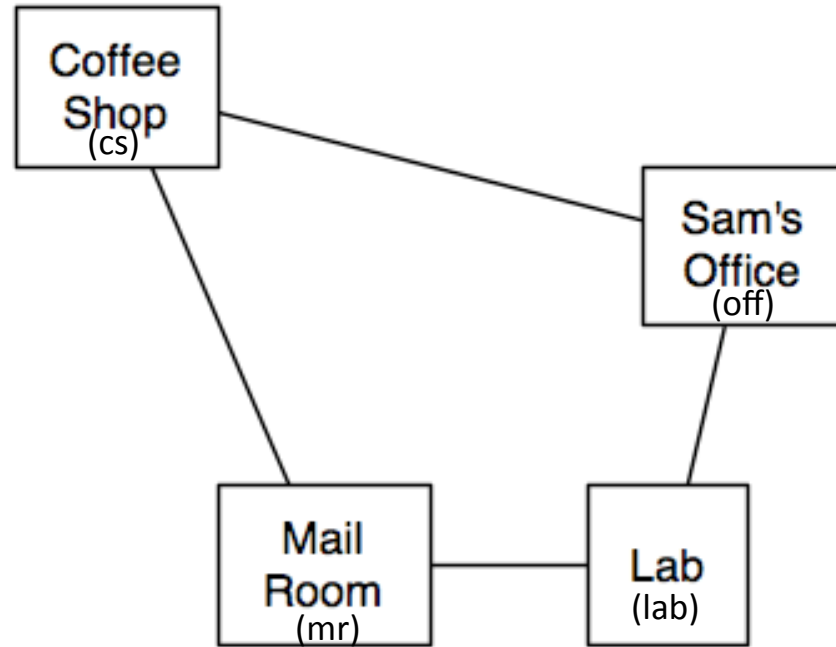 Coffee
Shop
(cs)
Sam's
Office
(off)
Mail
Room
(mr)
Lab
(lab)